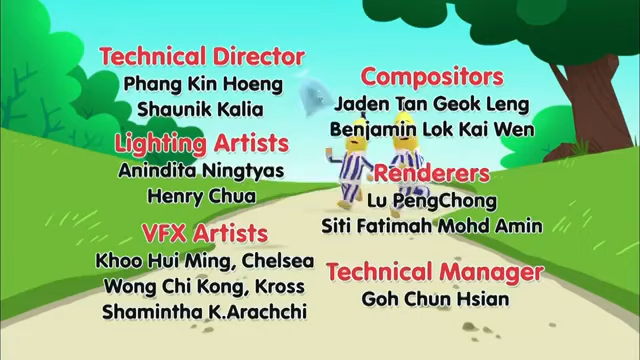 Technical Director
Phang Kin Hoeng
Shaunik Kalia
Lighting Artists
Anindita Ningtyas
Henry Chua
VFX Artists
Khoo Hui Ming, Chelsea
Wong Chi Kong, Kross
Shamintha K.Arachchi
Compositors
Jaden Tan Geok Leng
Benjamin Lok Kai Wen
Renderers
Lu PengChong
Siti Fatimah Mohd Amin
Technical Manager
Goh Chun Hsian